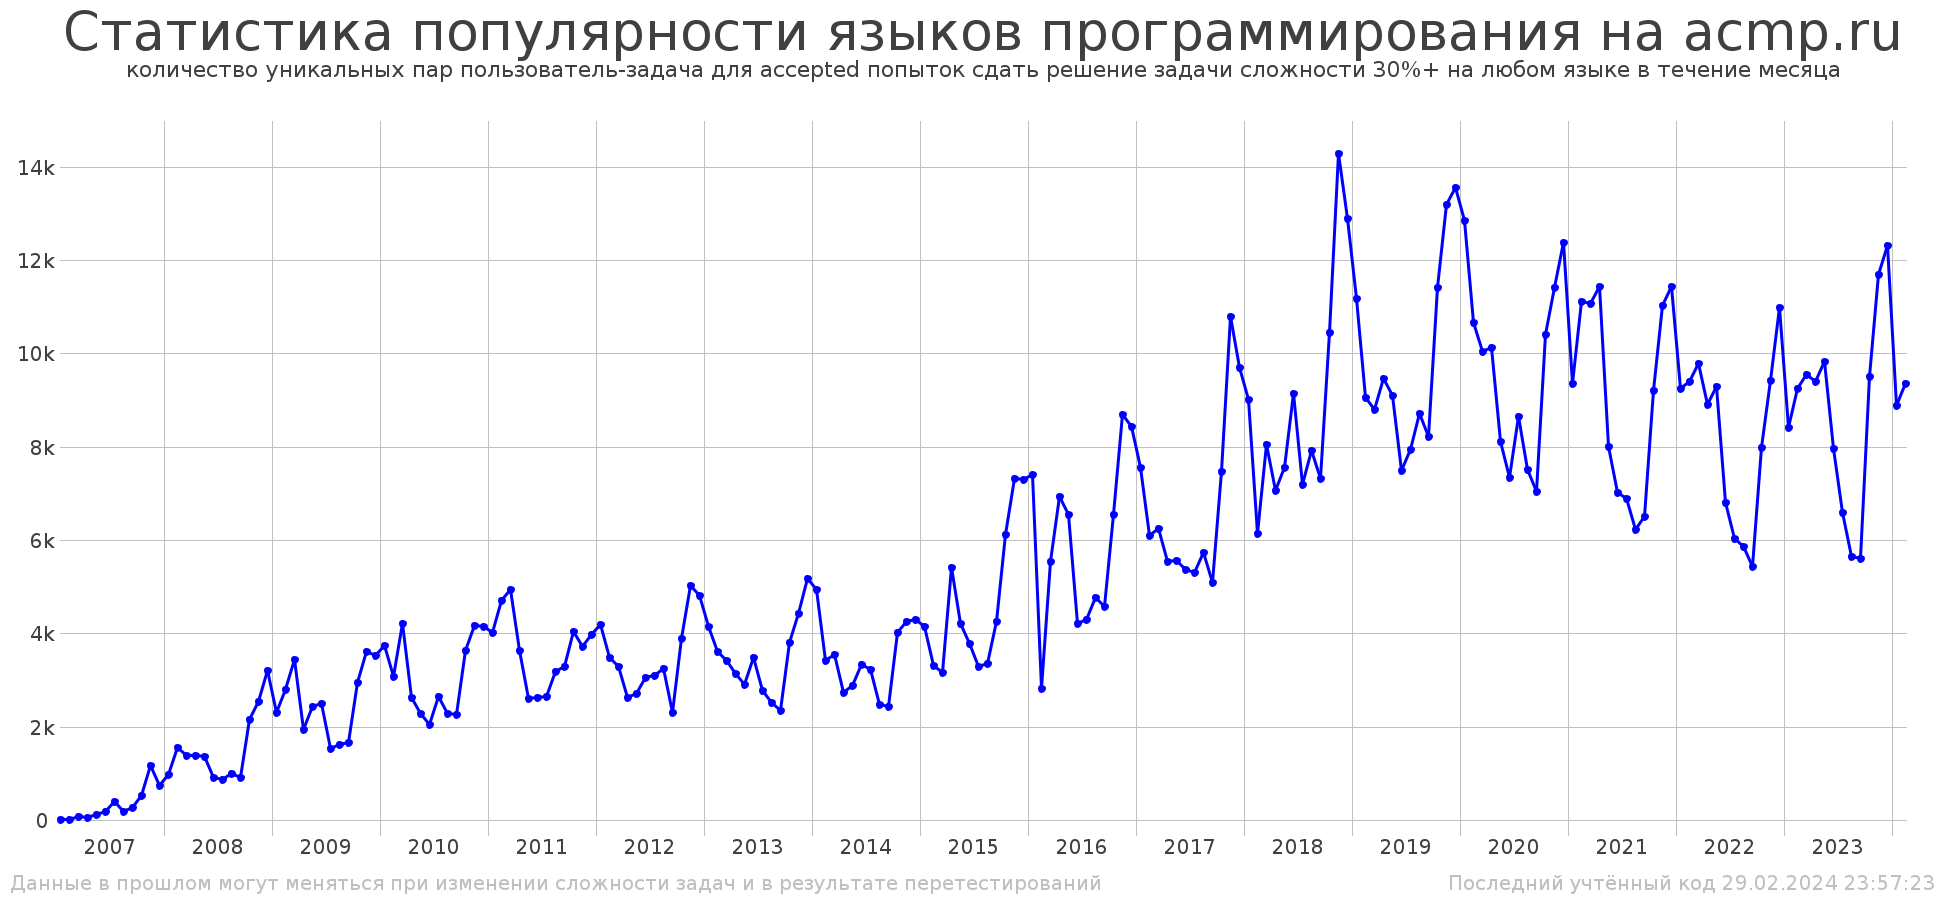 Статистика популярности языков программирования на acmp.ru
количество уникальных пар пользователь-задача для accepted попыток сдать решение задачи сложности 30%+ на любом языке в течение месяца
14k
12k
10k
8k
6k
4k
2k
0
2007 2008 2009 2010 2011 2012 2013 2014 2015 2016 2017 2018 2019 2020 2021 2022 2023
Данные в прошлом могут меняться при изменении сложности задач и в результате перетестирований
Последний учтённый код 29.02.2024 23:57:23